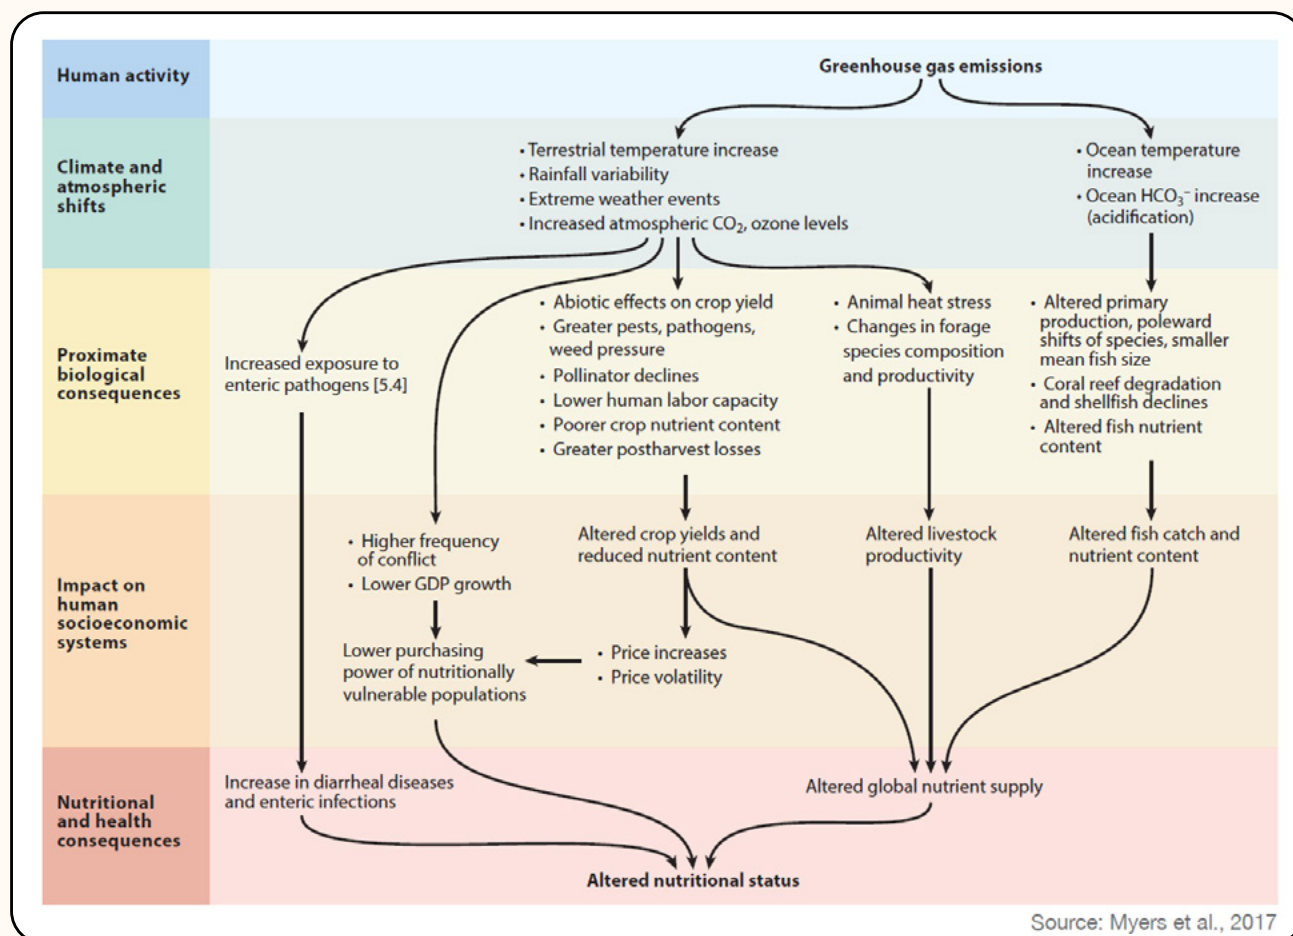 Human activity
Greenhouse gas emissions
Climate and
atmospheric
shifts
• Terrestrial temperature increase
• Rainfall variability
• Extreme weather events
• Increased atmospheric CO₂, ozone levels
• Ocean temperature
increase
• Ocean HCO₃⁻ increase
(acidification)
Proximate
biological
consequences
Increased exposure to
enteric pathogens [5.4]
• Abiotic effects on crop yield
• Greater pests, pathogens,
weed pressure
• Pollinator declines
• Lower human labor capacity
• Poorer crop nutrient content
• Greater postharvest losses
• Animal heat stress
• Changes in forage
species composition
and productivity
• Altered primary
production, poleward
shifts of species, smaller
mean fish size
• Coral reef degradation
and shellfish declines
• Altered fish nutrient
content
Impact on
human
socioeconomic
systems
• Higher frequency
of conflict
• Lower GDP growth
Altered crop yields and
reduced nutrient content
Altered livestock
productivity
Altered fish catch and
nutrient content
Lower purchasing
power of nutritionally
vulnerable populations
• Price increases
• Price volatility
Nutritional
and health
consequences
Increase in diarrheal diseases
and enteric infections
Altered global nutrient supply
Altered nutritional status
Source: Myers et al., 2017